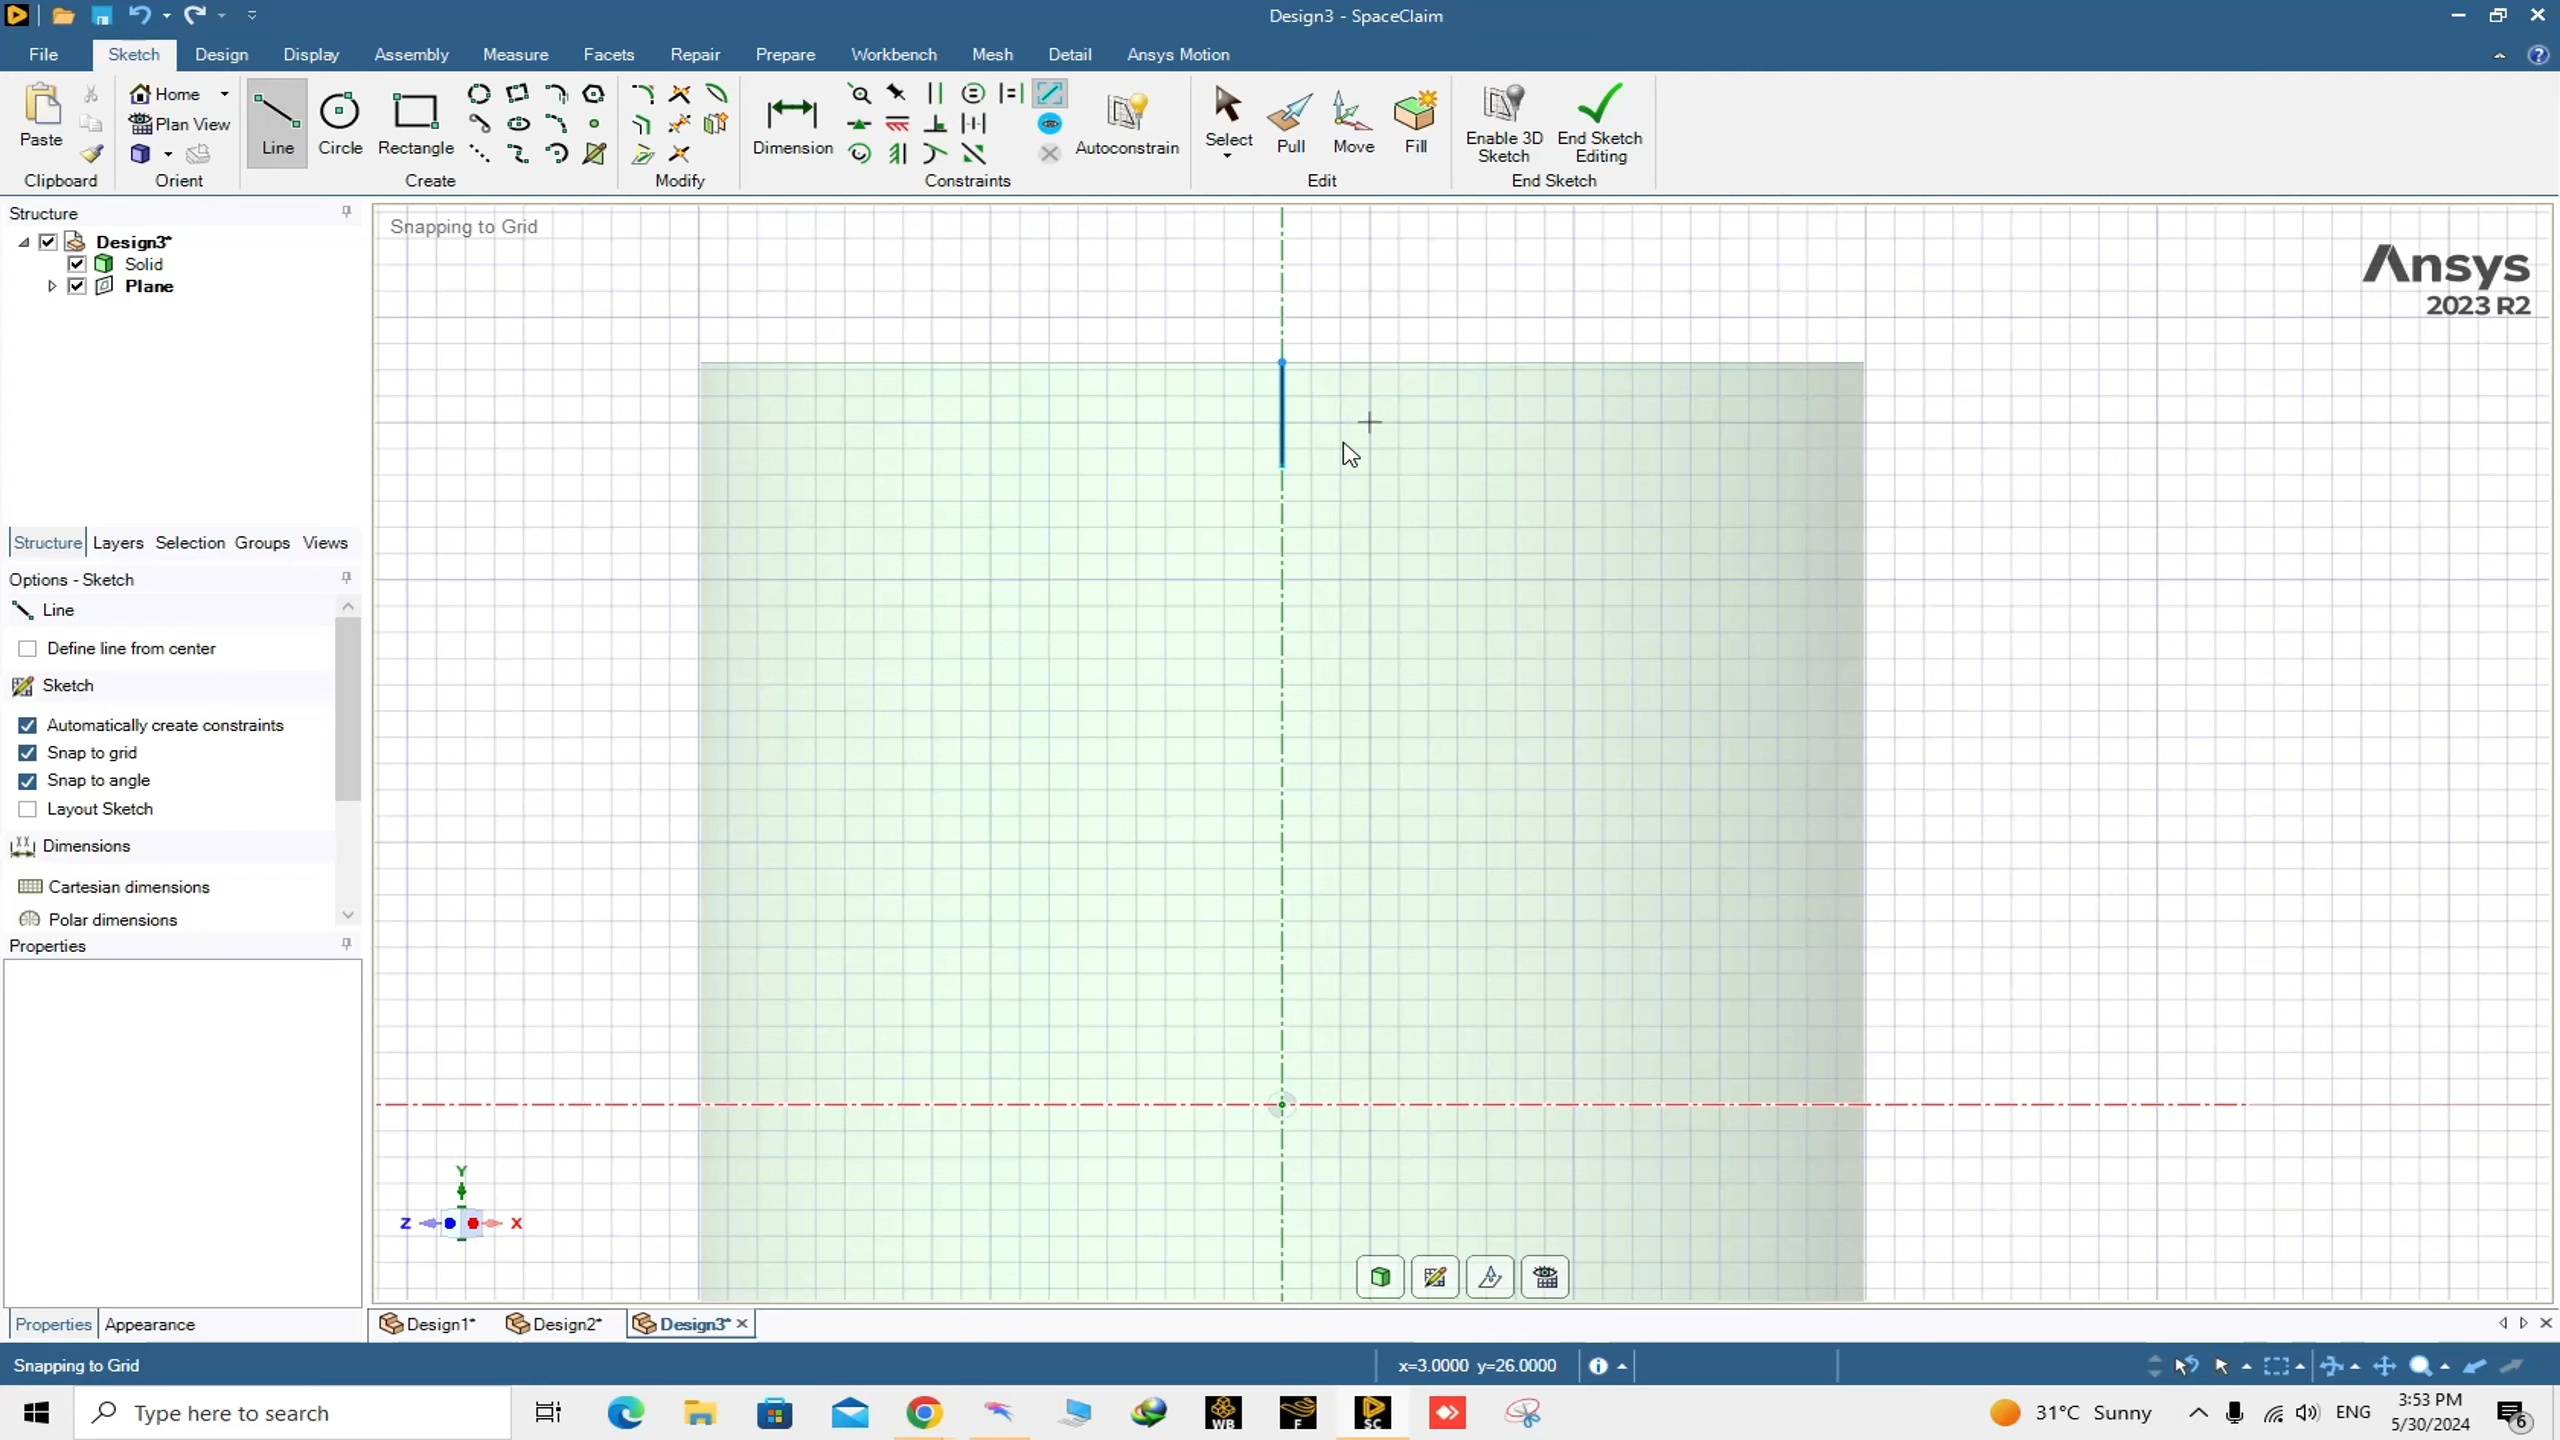 Design3 - SpaceClaim
File Sketch Design Display Assembly Measure Facets Repair Prepare Workbench Mesh Detail Ansys Motion
Paste
Clipboard
Home
Plan View
Orient
Line Circle Rectangle
Create
Modify
Dimension
Autoconstrain
Constraints
Select Pull Move Fill
Edit
Enable 3D Sketch
End Sketch Editing
End Sketch
Structure
Design3*
Solid
Plane
Structure Layers Selection Groups Views
Options - Sketch
Line
Define line from center
Sketch
Automatically create constraints
Snap to grid
Snap to angle
Layout Sketch
Dimensions
Cartesian dimensions
Polar dimensions
Properties
Properties Appearance
Snapping to Grid
Ansys
2023 R2
Y
Z X
Design1* Design2* Design3*
Snapping to Grid
x=3.0000 y=26.0000
Type here to search
WB
F
SC
31°C Sunny
ENG
3:53 PM
5/30/2024
6